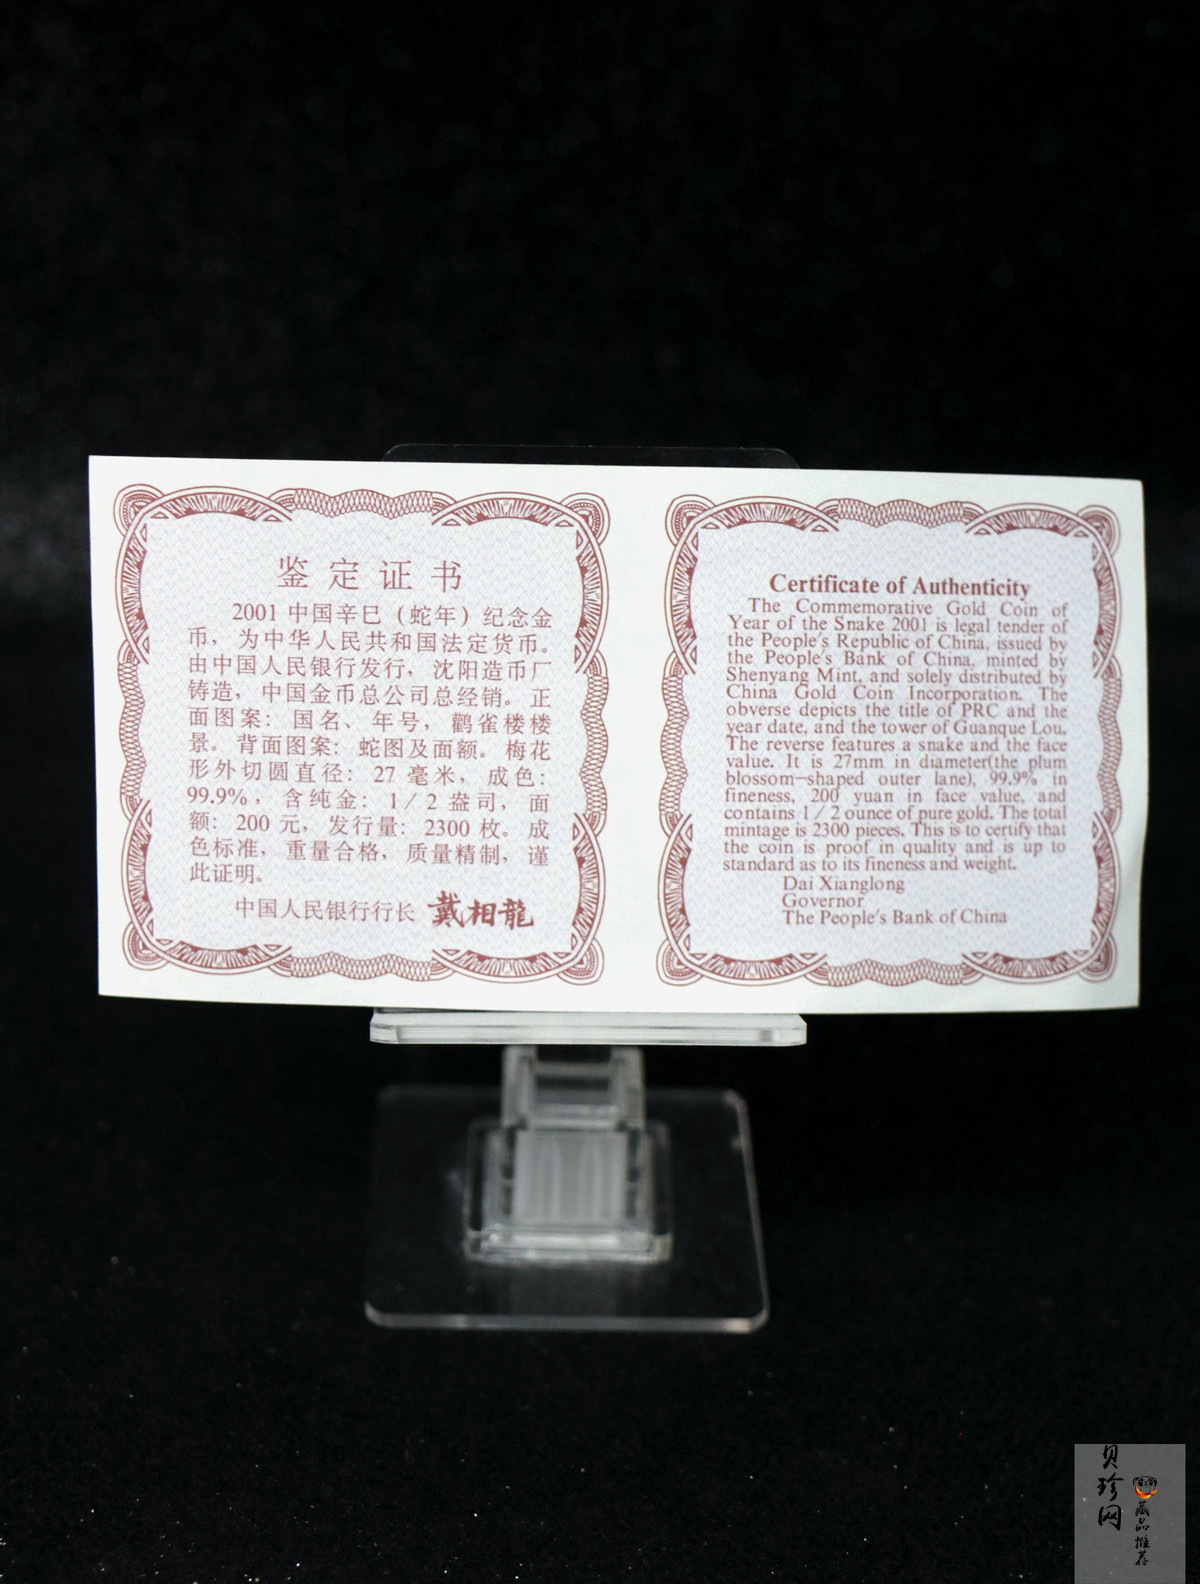 鉴定证书
2001中国辛巳（蛇年）纪念金
币，为中华人民共和国法定货币。
由中国人民银行发行，沈阳造币厂
铸造，中国金币总公司总经销。正
面图案：国名、年号，鹳雀楼楼
景。背面图案：蛇图及面额。梅花
形外切圆直径：27毫米，成色：
99.9%，含纯金：1/2盎司，面
额：200元，发行量：2300枚。成
色标准，重量合格，质量精制，谨
此证明。
中国人民银行行长 戴相龍
Certificate of Authenticity
The Commemorative Gold Coin of
Year of the Snake 2001 is legal tender of
the People's Republic of China, issued by
the People's Bank of China, minted by
Shenyang Mint, and solely distributed by
China Gold Coin Incorporation. The
obverse depicts the title of PRC and the
year date, and the tower of Guanque Lou.
The reverse features a snake and the face
value. It is 27mm in diameter(the plum
blossom-shaped outer lane), 99.9% in
fineness, 200 yuan in face value, and
contains 1/2 ounce of pure gold. The total
mintage is 2300 pieces. This is to certify that
the coin is proof in quality and is up to
standard as to its fineness and weight.
Dai Xianglong
Governor
The People's Bank of China
贝珍网
藏品推荐